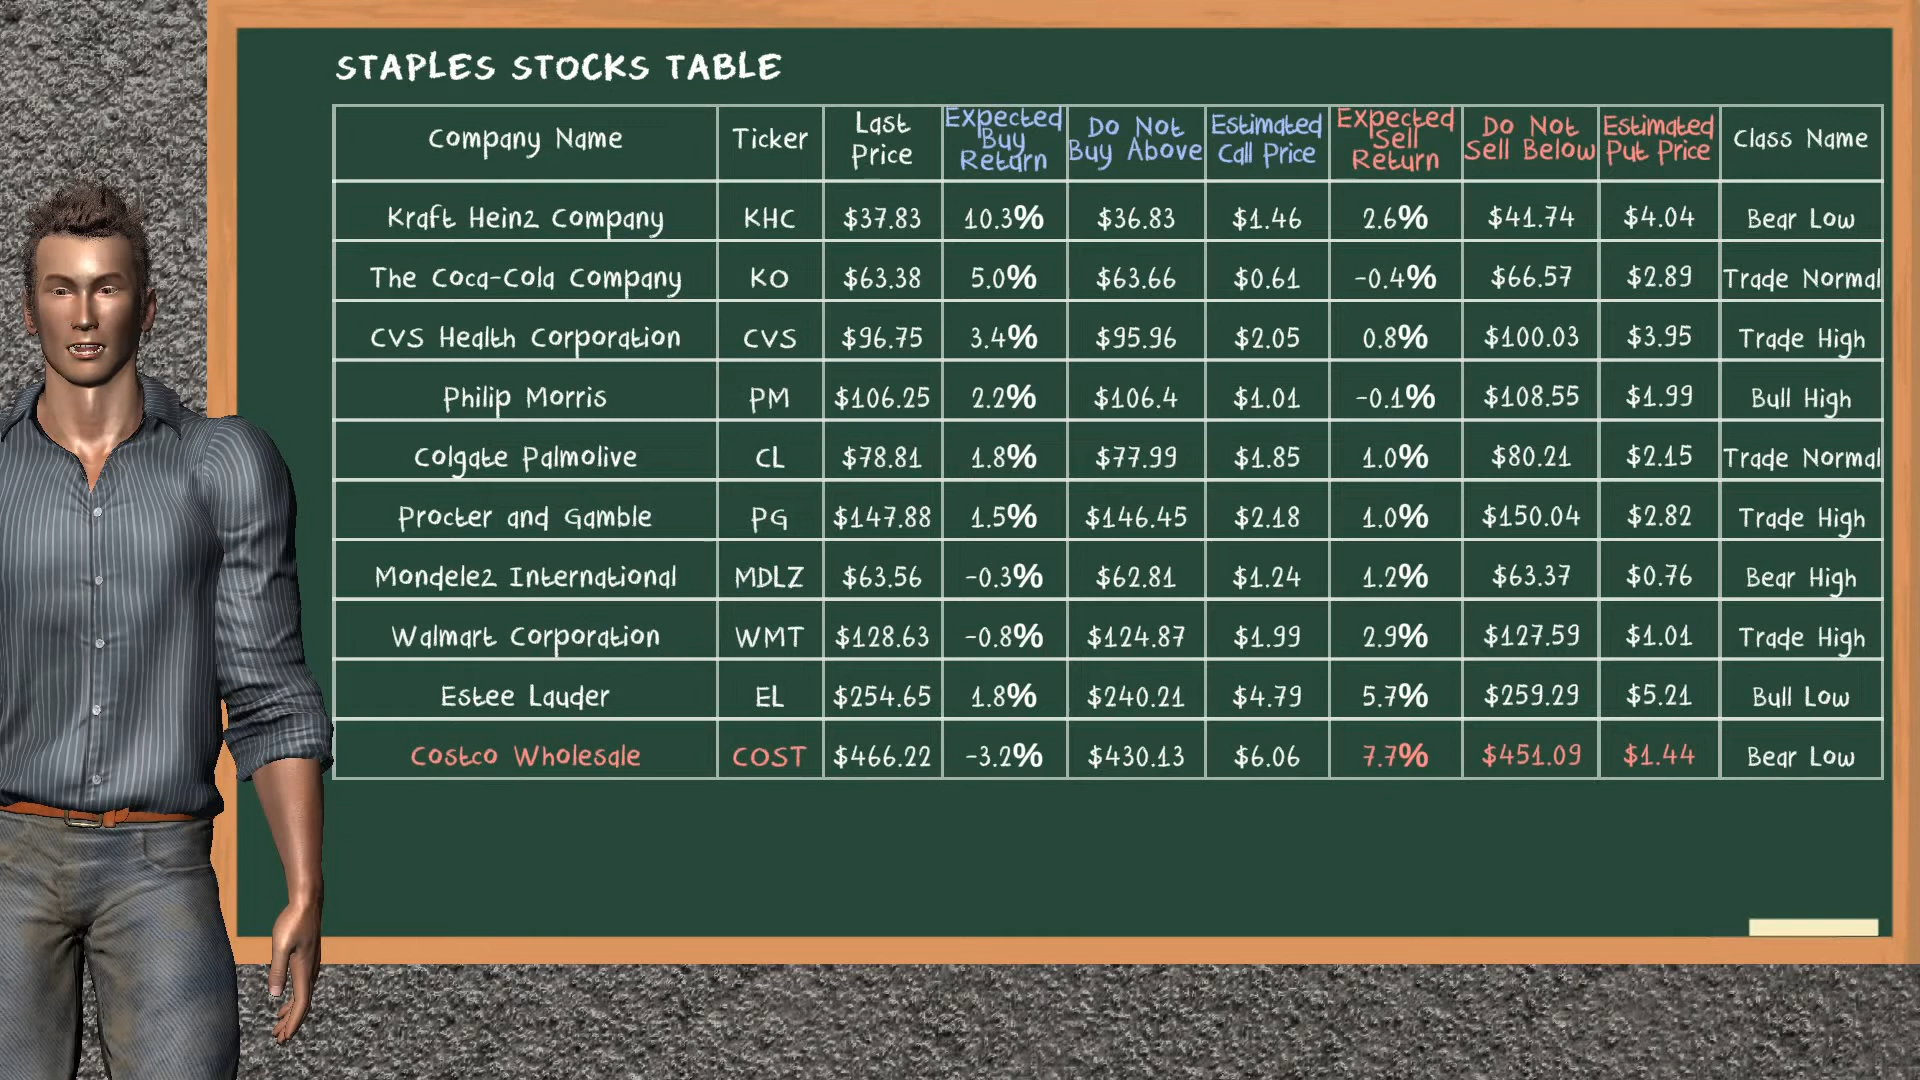 STAPLES STOCKS TABLE
Company Name Ticker Last Price Expected Buy Return Do Not Buy Above Estimated Call Price Expected Sell Return Do Not Sell Below Estimated Put Price Class Name
Kraft Heinz Company KHC $37.83 10.3% $36.83 $1.46 2.6% $41.74 $4.04 Bear Low
The Coca-Cola Company KO $63.38 5.0% $63.66 $0.61 -0.4% $66.57 $2.89 Trade Normal
CVS Health Corporation CVS $96.75 3.4% $95.96 $2.05 0.8% $100.03 $3.95 Trade High
Philip Morris PM $106.25 2.2% $106.4 $1.01 -0.1% $108.55 $1.99 Bull High
Colgate Palmolive CL $78.81 1.8% $77.99 $1.85 1.0% $80.21 $2.15 Trade Normal
Procter and Gamble PG $147.88 1.5% $146.45 $2.18 1.0% $150.04 $2.82 Trade High
Mondelez International MDLZ $63.56 -0.3% $62.81 $1.24 1.2% $63.37 $0.76 Bear High
Walmart Corporation WMT $128.63 -0.8% $124.87 $1.99 2.9% $127.59 $1.01 Trade High
Estee Lauder EL $254.65 1.8% $240.21 $4.79 5.7% $259.29 $5.21 Bull Low
Costco Wholesale COST $466.22 -3.2% $430.13 $6.06 7.7% $451.09 $1.44 Bear Low